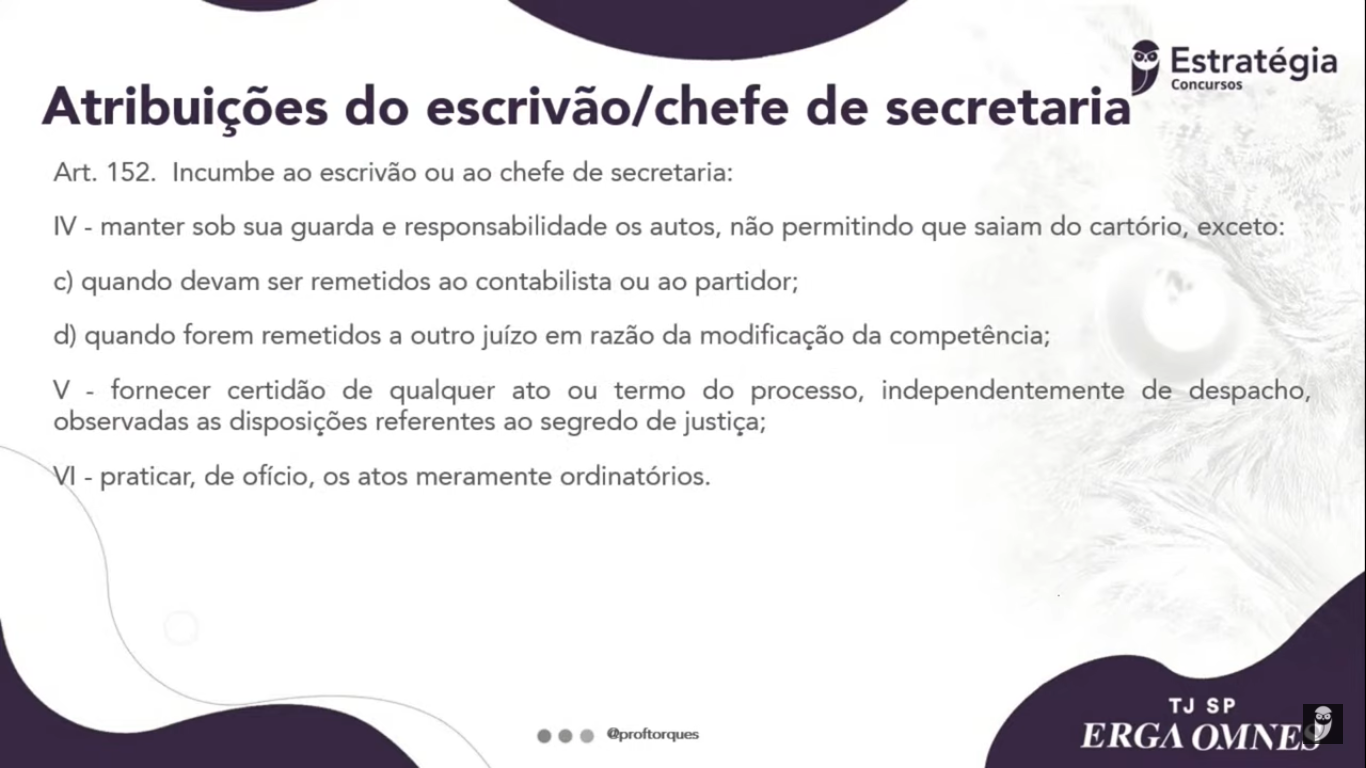 Estratégia
Concursos
Atribuições do escrivão/chefe de secretaria
Art. 152. Incumbe ao escrivão ou ao chefe de secretaria:
IV - manter sob sua guarda e responsabilidade os autos, não permitindo que saiam do cartório, exceto:
c) quando devam ser remetidos ao contabilista ou ao partidor;
d) quando forem remetidos a outro juízo em razão da modificação da competência;
V - fornecer certidão de qualquer ato ou termo do processo, independentemente de despacho,
observadas as disposições referentes ao segredo de justiça;
VI - praticar, de ofício, os atos meramente ordinatórios.
@proftorques
TJ SP
ERGA OMNES